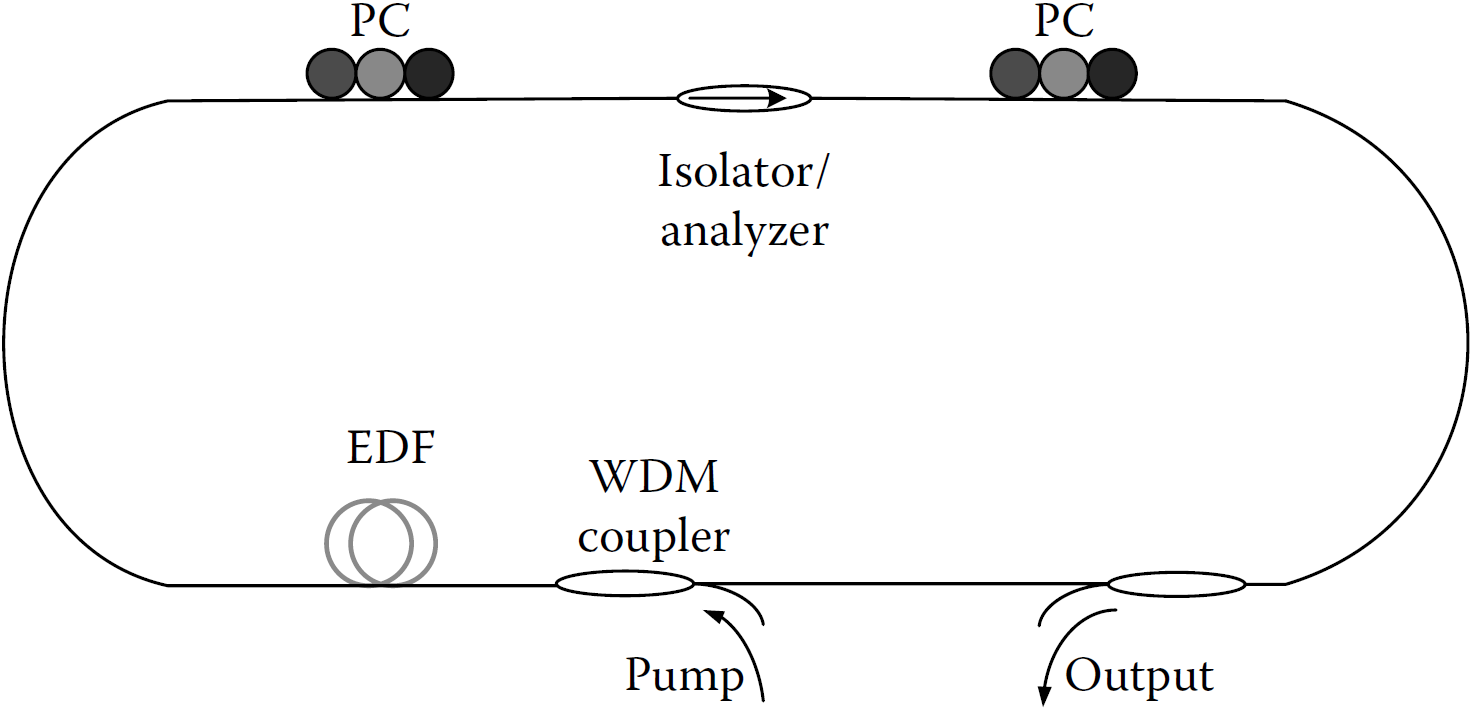 PC
PC
Isolator/
analyzer
EDF
WDM
coupler
Pump
Output